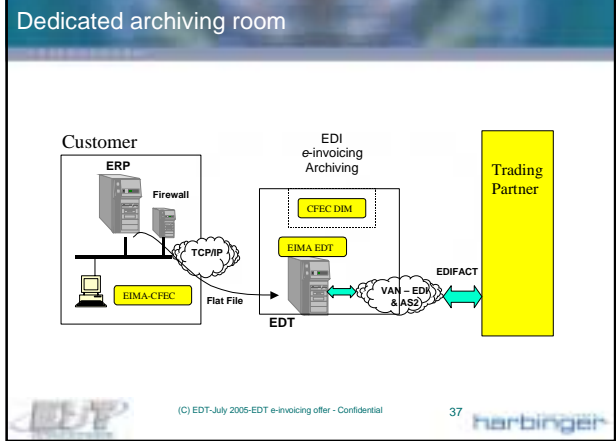 Dedicated archiving room
Customer
ERP
Firewall
TCP/IP
EIMA-CFEC
Flat File
EDI
e-invoicing
Archiving
CFEC DIM
EIMA EDT
EDT
VAN – EDI
& AS2
EDIFACT
Trading
Partner
EDT
(C) EDT-July 2005-EDT e-invoicing offer - Confidential
37
harbinger